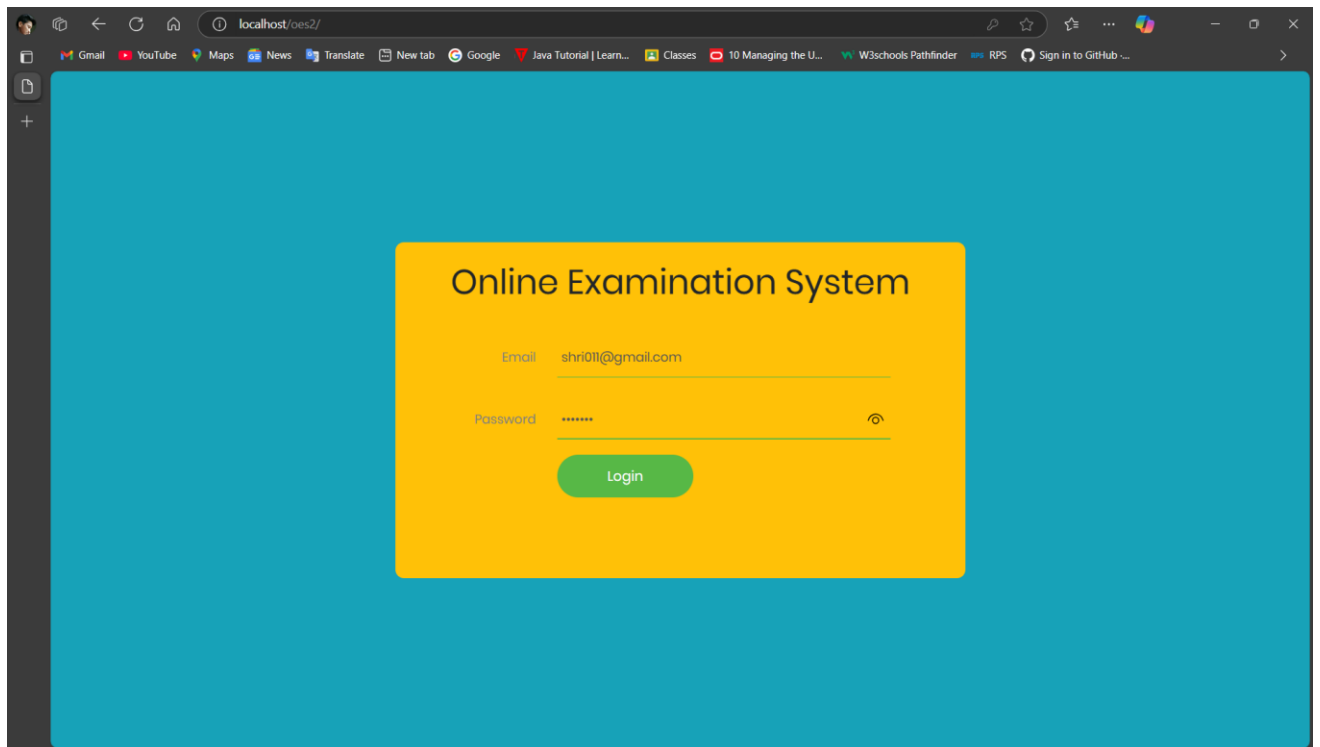 localhost/oes2/
Gmail YouTube Maps News Translate New tab Google Java Tutorial | Learn... Classes 10 Managing the U... W3schools Pathfinder RPS Sign in to GitHub ·...
Online Examination System
Email shri011@gmail.com
Password •••••••
Login